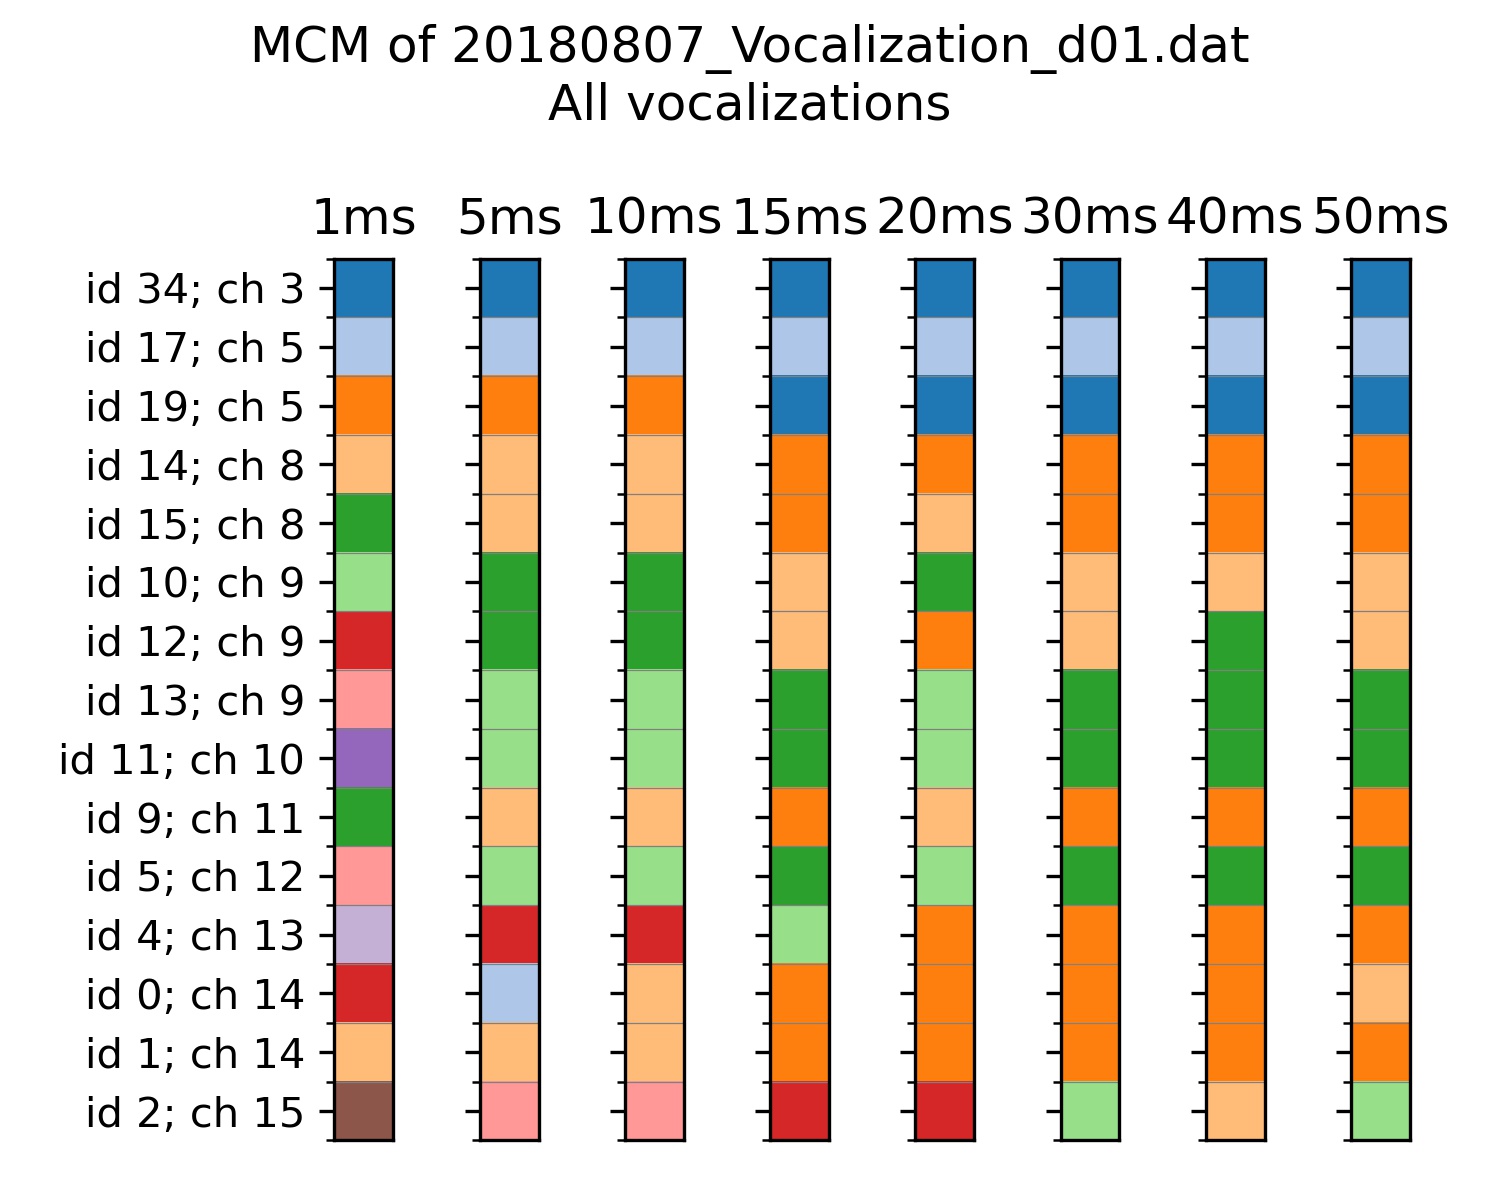 MCM of 20180807_Vocalization_d01.dat
All vocalizations
1ms 5ms 10ms 15ms 20ms 30ms 40ms 50ms
id 34; ch 3
id 17; ch 5
id 19; ch 5
id 14; ch 8
id 15; ch 8
id 10; ch 9
id 12; ch 9
id 13; ch 9
id 11; ch 10
id 9; ch 11
id 5; ch 12
id 4; ch 13
id 0; ch 14
id 1; ch 14
id 2; ch 15